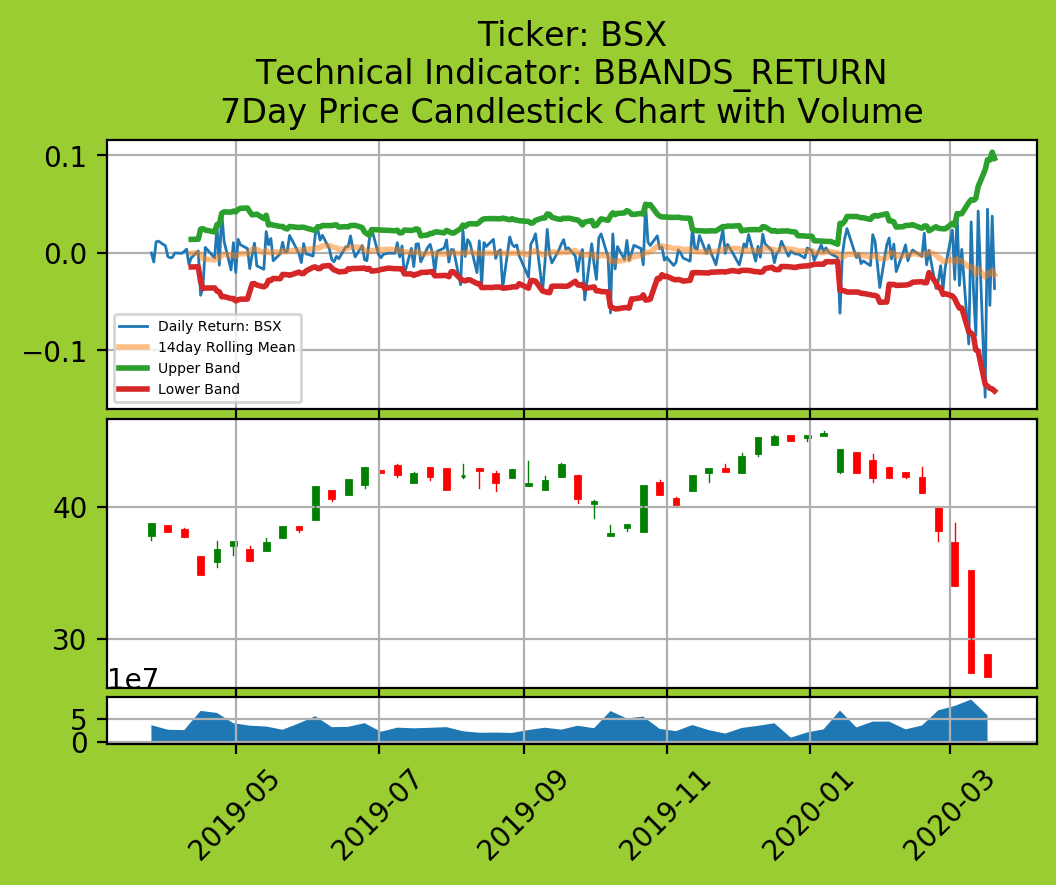 Ticker: BSX
Technical Indicator: BBANDS_RETURN
7Day Price Candlestick Chart with Volume
0.1
0.0
−0.1
Daily Return: BSX
14day Rolling Mean
Upper Band
Lower Band
40
30
1e7
5
0
2019-05
2019-07
2019-09
2019-11
2020-01
2020-03